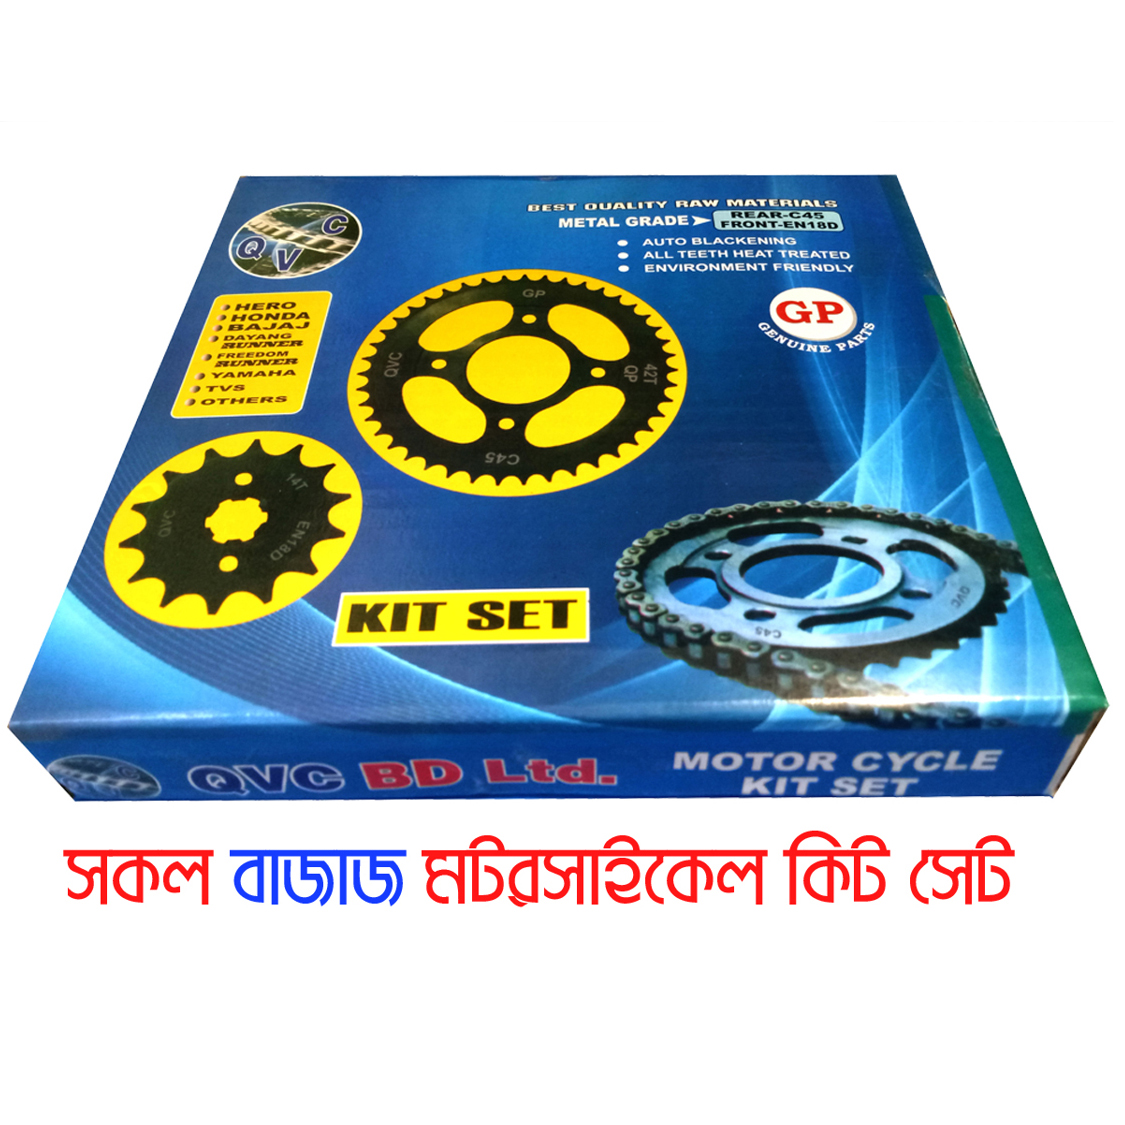 BEST QUALITY RAW MATERIALS
METAL GRADE
REAR-C45
FRONT-EN18D
AUTO BLACKENING
ALL TEETH HEAT TREATED
ENVIRONMENT FRIENDLY
Q V C
GP
GENUINE PARTS
HERO
HONDA
BAJAJ
DAYANG
RUNNER
FREEDOM
RUNNER
YAMAHA
TVS
OTHERS
GP
QVC
42T
QP
C45
14T
QVC
EN18D
QVC
C45
KIT SET
QVC BD Ltd.
MOTOR CYCLE
KIT SET
সকল বাজাজ মটরসাইকেল কিট সেট